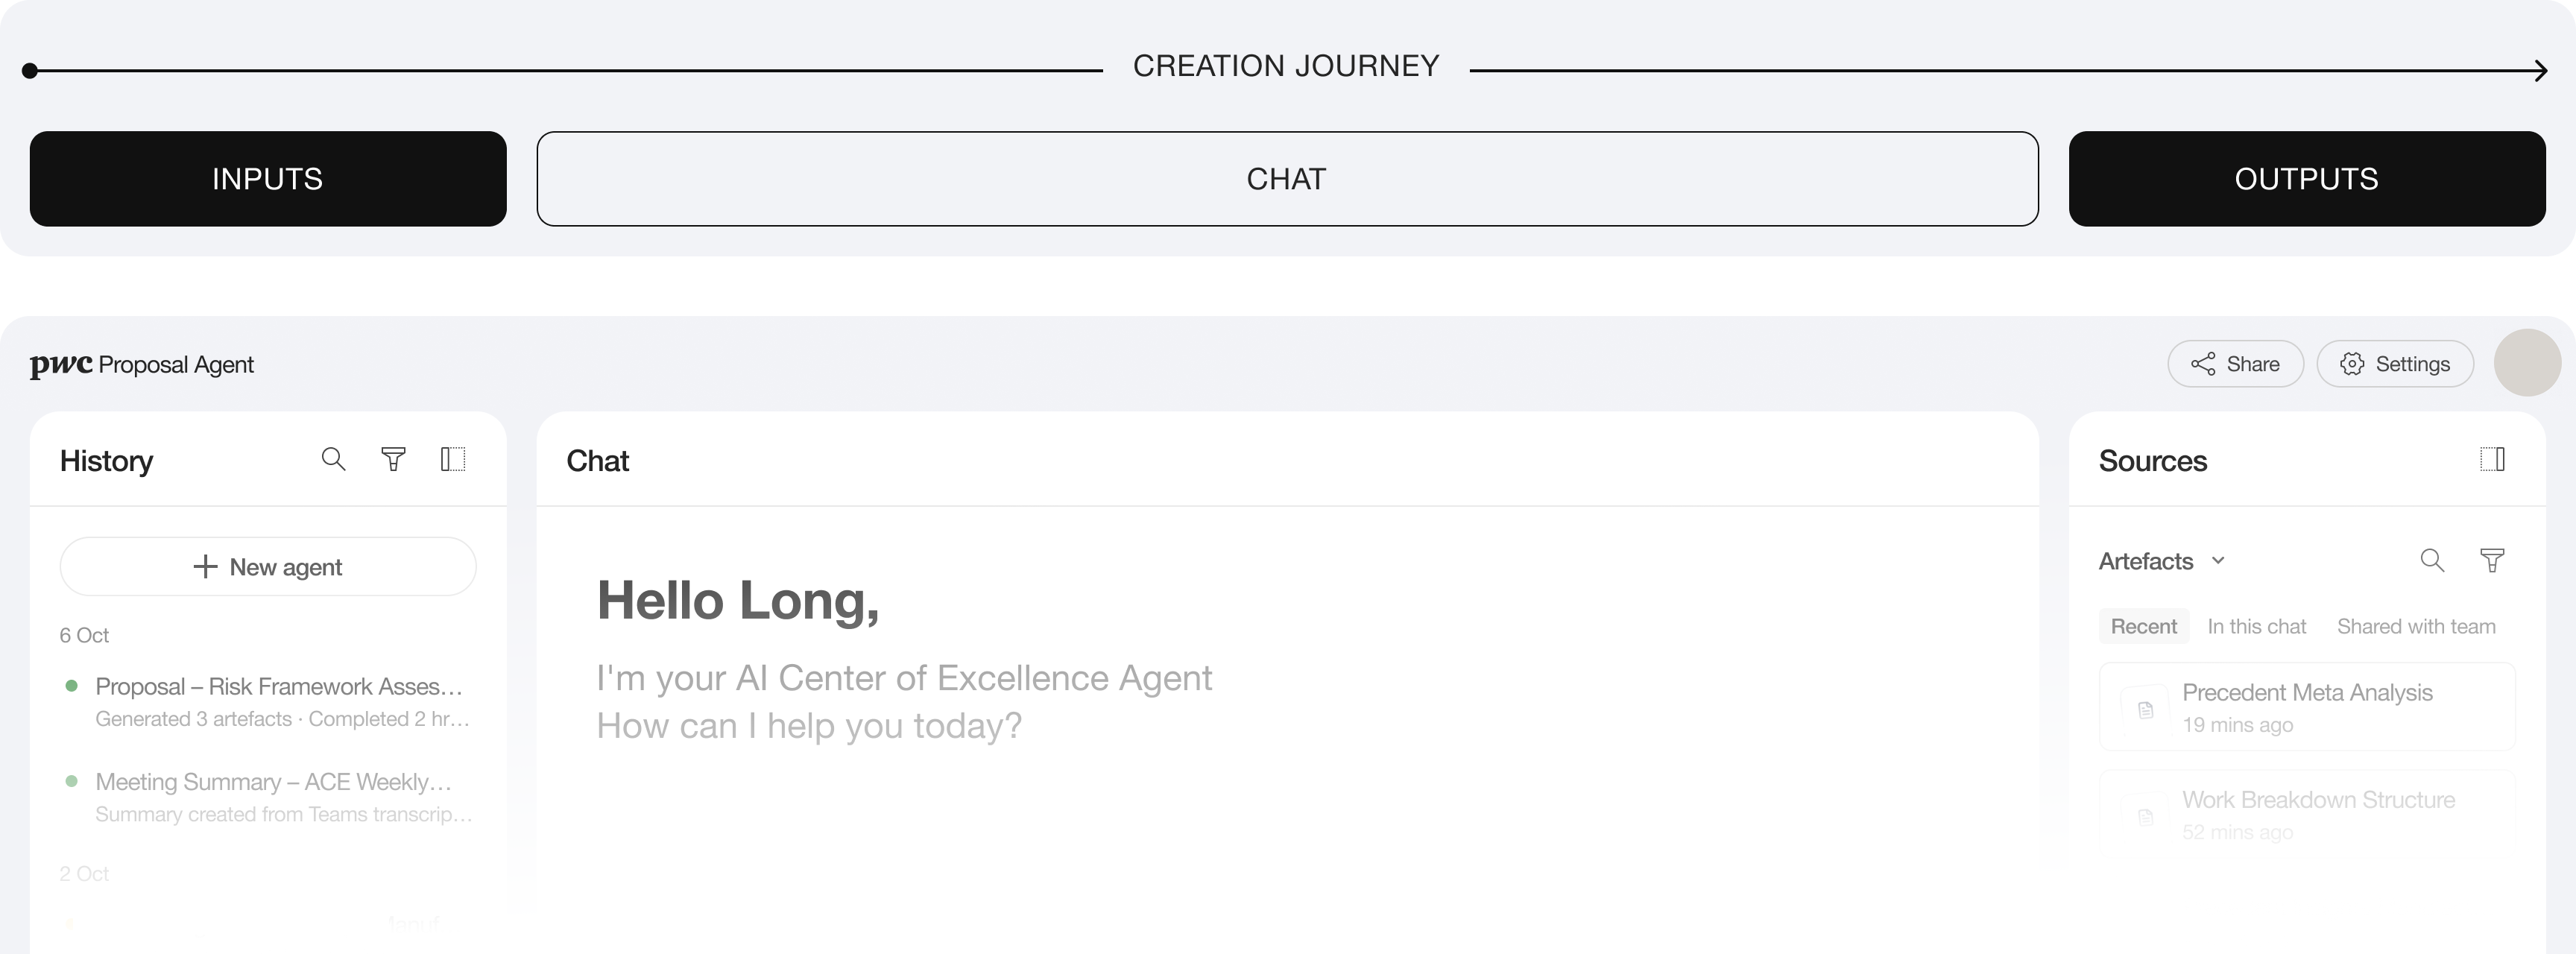 CREATION JOURNEY
INPUTS
CHAT
OUTPUTS
pwc Proposal Agent
Share
Settings
History
New agent
6 Oct
Proposal – Risk Framework Asses…
Generated 3 artefacts · Completed 2 hr…
Meeting Summary – ACE Weekly…
Summary created from Teams transcrip…
2 Oct
Chat
Hello Long,
I'm your AI Center of Excellence Agent
How can I help you today?
Sources
Artefacts
Recent In this chat Shared with team
Precedent Meta Analysis
19 mins ago
Work Breakdown Structure
52 mins ago